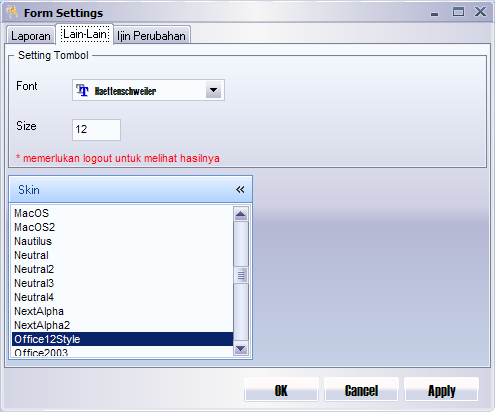 Form Settings
Laporan Lain-Lain Ijin Perubahan
Setting Tombol
Font Haettenschweiler
Size 12
* memerlukan logout untuk melihat hasilnya
Skin
MacOS
MacOS2
Nautilus
Neutral
Neutral2
Neutral3
Neutral4
NextAlpha
NextAlpha2
Office12Style
Office2003
OK Cancel Apply